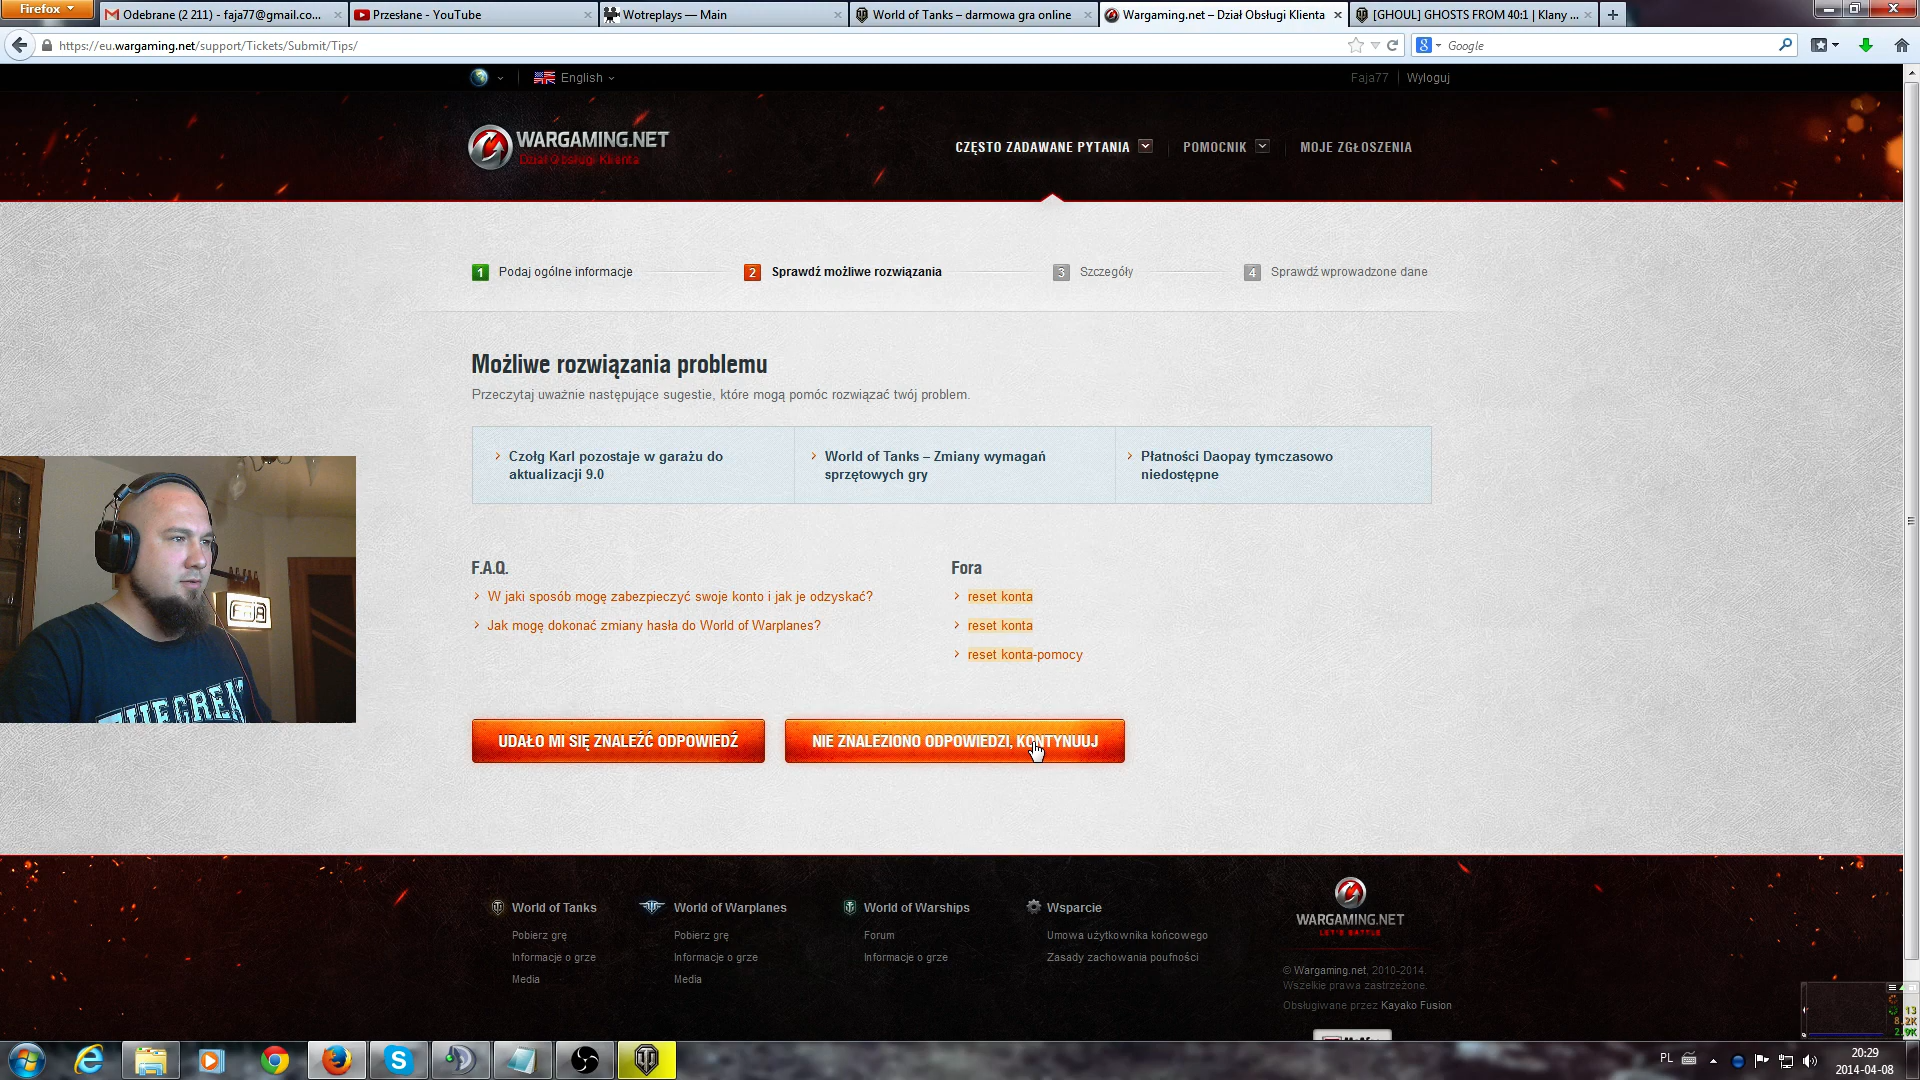 Firefox
Odebrane (2 211) - faja77@gmail.co...
Przesłane - YouTube
Wotreplays — Main
World of Tanks – darmowa gra online
Wargaming.net – Dział Obsługi Klienta
[GHOUL] GHOSTS FROM 40:1 | Klany ...
https://eu.wargaming.net/support/Tickets/Submit/Tips/
Google
English
Faja77
Wyloguj
WARGAMING.NET
Dział Obsługi Klienta
CZĘSTO ZADAWANE PYTANIA
POMOCNIK
MOJE ZGŁOSZENIA
1 Podaj ogólne informacje
2 Sprawdź możliwe rozwiązania
3 Szczegóły
4 Sprawdź wprowadzone dane
Możliwe rozwiązania problemu
Przeczytaj uważnie następujące sugestie, które mogą pomóc rozwiązać twój problem.
Czołg Karl pozostaje w garażu do
aktualizacji 9.0
World of Tanks – Zmiany wymagań
sprzętowych gry
Płatności Daopay tymczasowo
niedostępne
F.A.Q.
W jaki sposób mogę zabezpieczyć swoje konto i jak je odzyskać?
Jak mogę dokonać zmiany hasła do World of Warplanes?
Fora
reset konta
reset konta
reset konta-pomocy
FAJA
UDAŁO MI SIĘ ZNALEŹĆ ODPOWIEDŹ
NIE ZNALEZIONO ODPOWIEDZI, KONTYNUUJ
World of Tanks
Pobierz grę
Informacje o grze
Media
World of Warplanes
Pobierz grę
Informacje o grze
Media
World of Warships
Forum
Informacje o grze
Wsparcie
Umowa użytkownika końcowego
Zasady zachowania poufności
WARGAMING.NET
LET'S BATTLE
© Wargaming.net, 2010-2014.
Wszelkie prawa zastrzeżone.
Obsługiwane przez Kayako Fusion
13
8.2K
2.9K
PL
20:29
2014-04-08